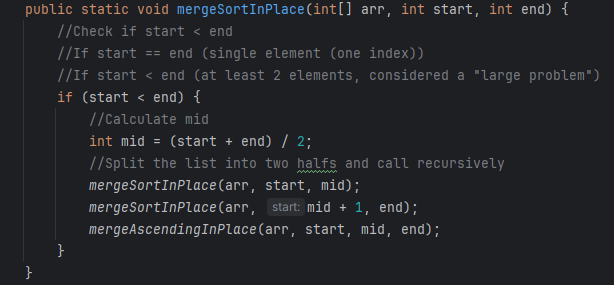 public static void mergeSortInPlace(int[] arr, int start, int end) {
//Check if start < end
//If start == end (single element (one index))
//If start < end (at least 2 elements, considered a "large problem")
if (start < end) {
//Calculate mid
int mid = (start + end) / 2;
//Split the list into two halfs and call recursively
mergeSortInPlace(arr, start, mid);
mergeSortInPlace(arr, start: mid + 1, end);
mergeAscendingInPlace(arr, start, mid, end);
}
}